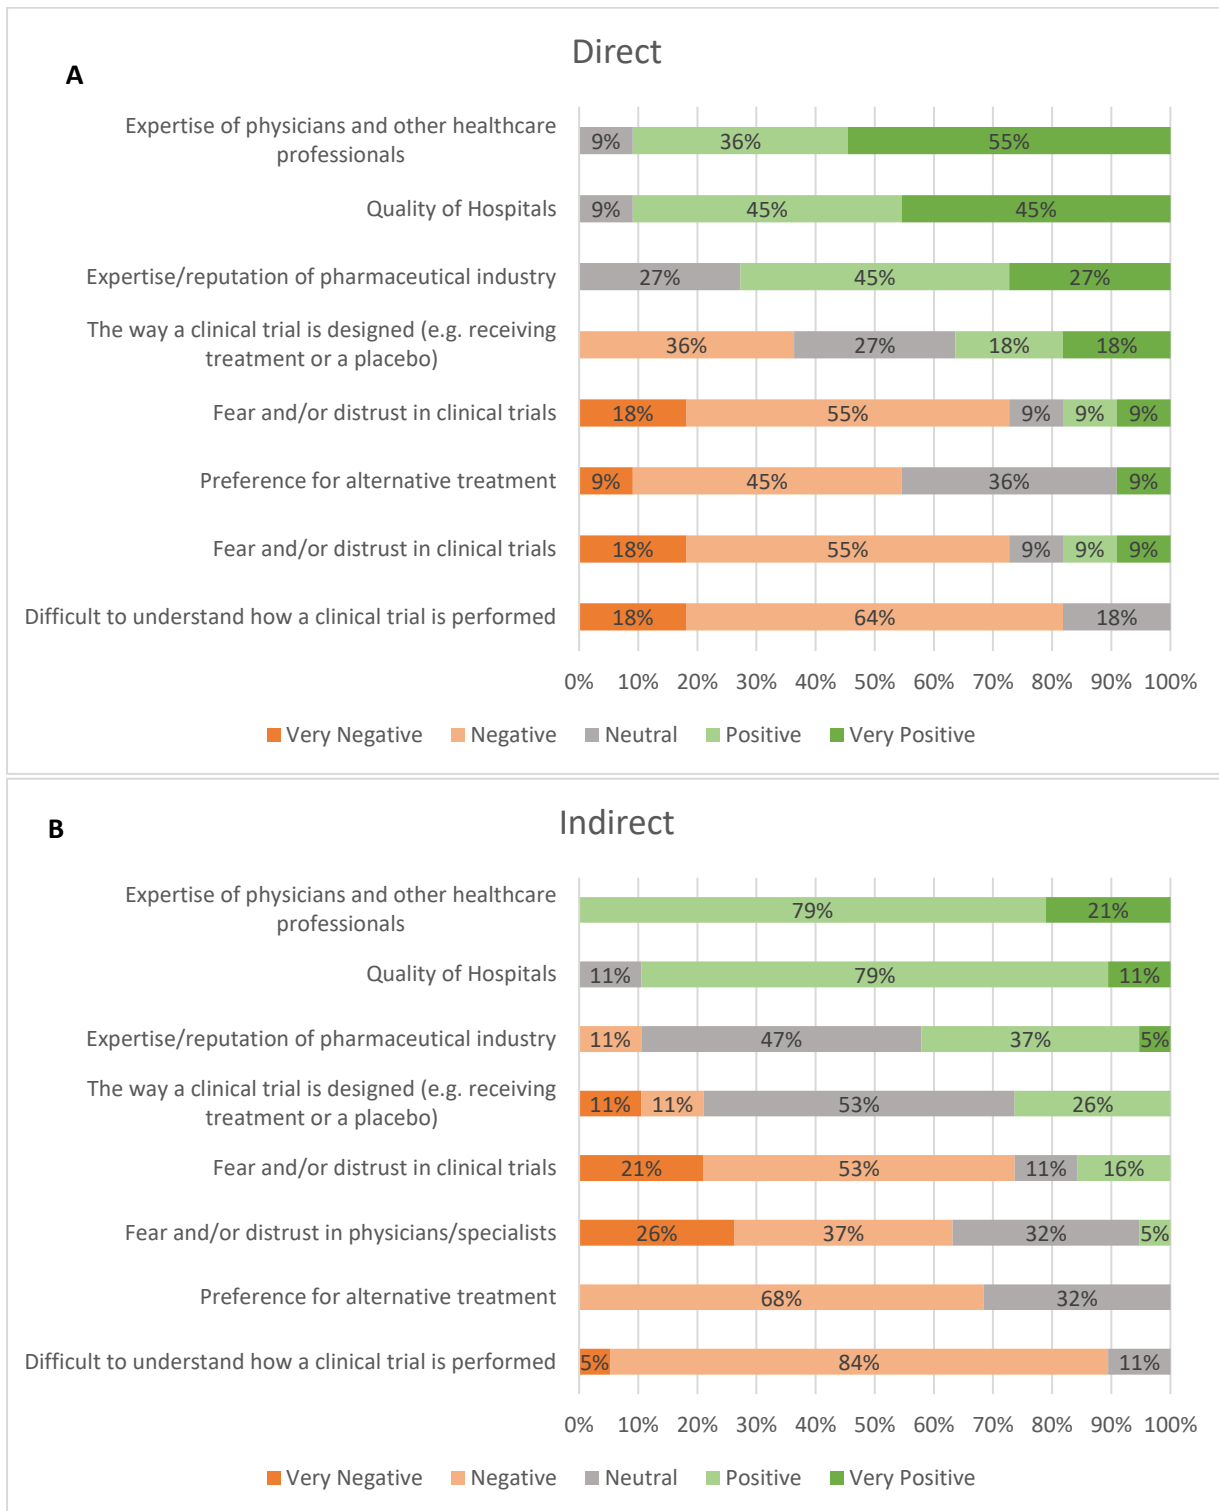 A
Direct
Expertise of physicians and other healthcare
professionals
9% 36% 55%
Quality of Hospitals
9% 45% 45%
Expertise/reputation of pharmaceutical industry
27% 45% 27%
The way a clinical trial is designed (e.g. receiving
treatment or a placebo)
36% 27% 18% 18%
Fear and/or distrust in clinical trials
18% 55% 9% 9% 9%
Preference for alternative treatment
9% 45% 36% 9%
Fear and/or distrust in clinical trials
18% 55% 9% 9% 9%
Difficult to understand how a clinical trial is performed
18% 64% 18%
0% 10% 20% 30% 40% 50% 60% 70% 80% 90% 100%
Very Negative Negative Neutral Positive Very Positive
B
Indirect
Expertise of physicians and other healthcare
professionals
79% 21%
Quality of Hospitals
11% 79% 11%
Expertise/reputation of pharmaceutical industry
11% 47% 37% 5%
The way a clinical trial is designed (e.g. receiving
treatment or a placebo)
11% 11% 53% 26%
Fear and/or distrust in clinical trials
21% 53% 11% 16%
Fear and/or distrust in physicians/specialists
26% 37% 32% 5%
Preference for alternative treatment
68% 32%
Difficult to understand how a clinical trial is performed
5% 84% 11%
0% 10% 20% 30% 40% 50% 60% 70% 80% 90% 100%
Very Negative Negative Neutral Positive Very Positive